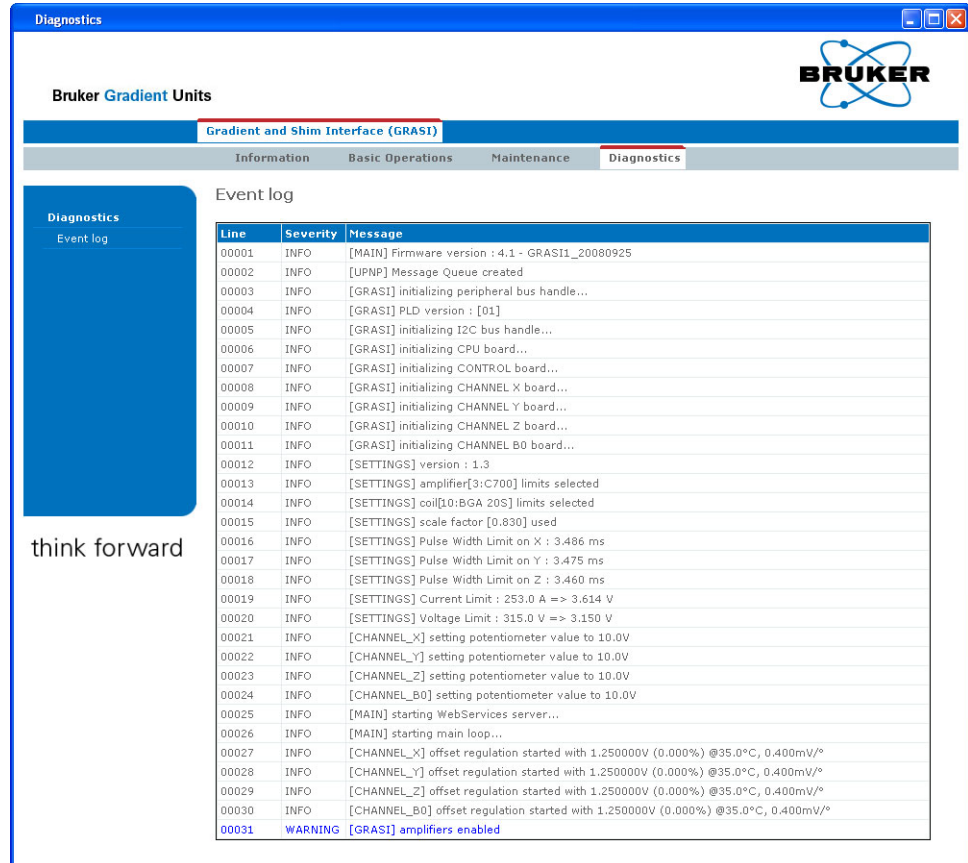 Diagnostics
BRUKER
Bruker Gradient Units
Gradient and Shim Interface (GRASI)
Information Basic Operations Maintenance Diagnostics
Event log
Diagnostics
Event log
think forward
Line Severity Message
00001 INFO [MAIN] Firmware version : 4.1 - GRASI1_20080925
00002 INFO [UPNP] Message Queue created
00003 INFO [GRASI] initializing peripheral bus handle...
00004 INFO [GRASI] PLD version : [01]
00005 INFO [GRASI] initializing I2C bus handle...
00006 INFO [GRASI] initializing CPU board...
00007 INFO [GRASI] initializing CONTROL board...
00008 INFO [GRASI] initializing CHANNEL X board...
00009 INFO [GRASI] initializing CHANNEL Y board...
00010 INFO [GRASI] initializing CHANNEL Z board...
00011 INFO [GRASI] initializing CHANNEL B0 board...
00012 INFO [SETTINGS] version : 1.3
00013 INFO [SETTINGS] amplifier[3:C700] limits selected
00014 INFO [SETTINGS] coil[10:BGA 20S] limits selected
00015 INFO [SETTINGS] scale factor [0.830] used
00016 INFO [SETTINGS] Pulse Width Limit on X : 3.486 ms
00017 INFO [SETTINGS] Pulse Width Limit on Y : 3.475 ms
00018 INFO [SETTINGS] Pulse Width Limit on Z : 3.460 ms
00019 INFO [SETTINGS] Current Limit : 253.0 A => 3.614 V
00020 INFO [SETTINGS] Voltage Limit : 315.0 V => 3.150 V
00021 INFO [CHANNEL_X] setting potentiometer value to 10.0V
00022 INFO [CHANNEL_Y] setting potentiometer value to 10.0V
00023 INFO [CHANNEL_Z] setting potentiometer value to 10.0V
00024 INFO [CHANNEL_B0] setting potentiometer value to 10.0V
00025 INFO [MAIN] starting WebServices server...
00026 INFO [MAIN] starting main loop...
00027 INFO [CHANNEL_X] offset regulation started with 1.250000V (0.000%) @35.0°C, 0.400mV/°
00028 INFO [CHANNEL_Y] offset regulation started with 1.250000V (0.000%) @35.0°C, 0.400mV/°
00029 INFO [CHANNEL_Z] offset regulation started with 1.250000V (0.000%) @35.0°C, 0.400mV/°
00030 INFO [CHANNEL_B0] offset regulation started with 1.250000V (0.000%) @35.0°C, 0.400mV/°
00031 WARNING [GRASI] amplifiers enabled